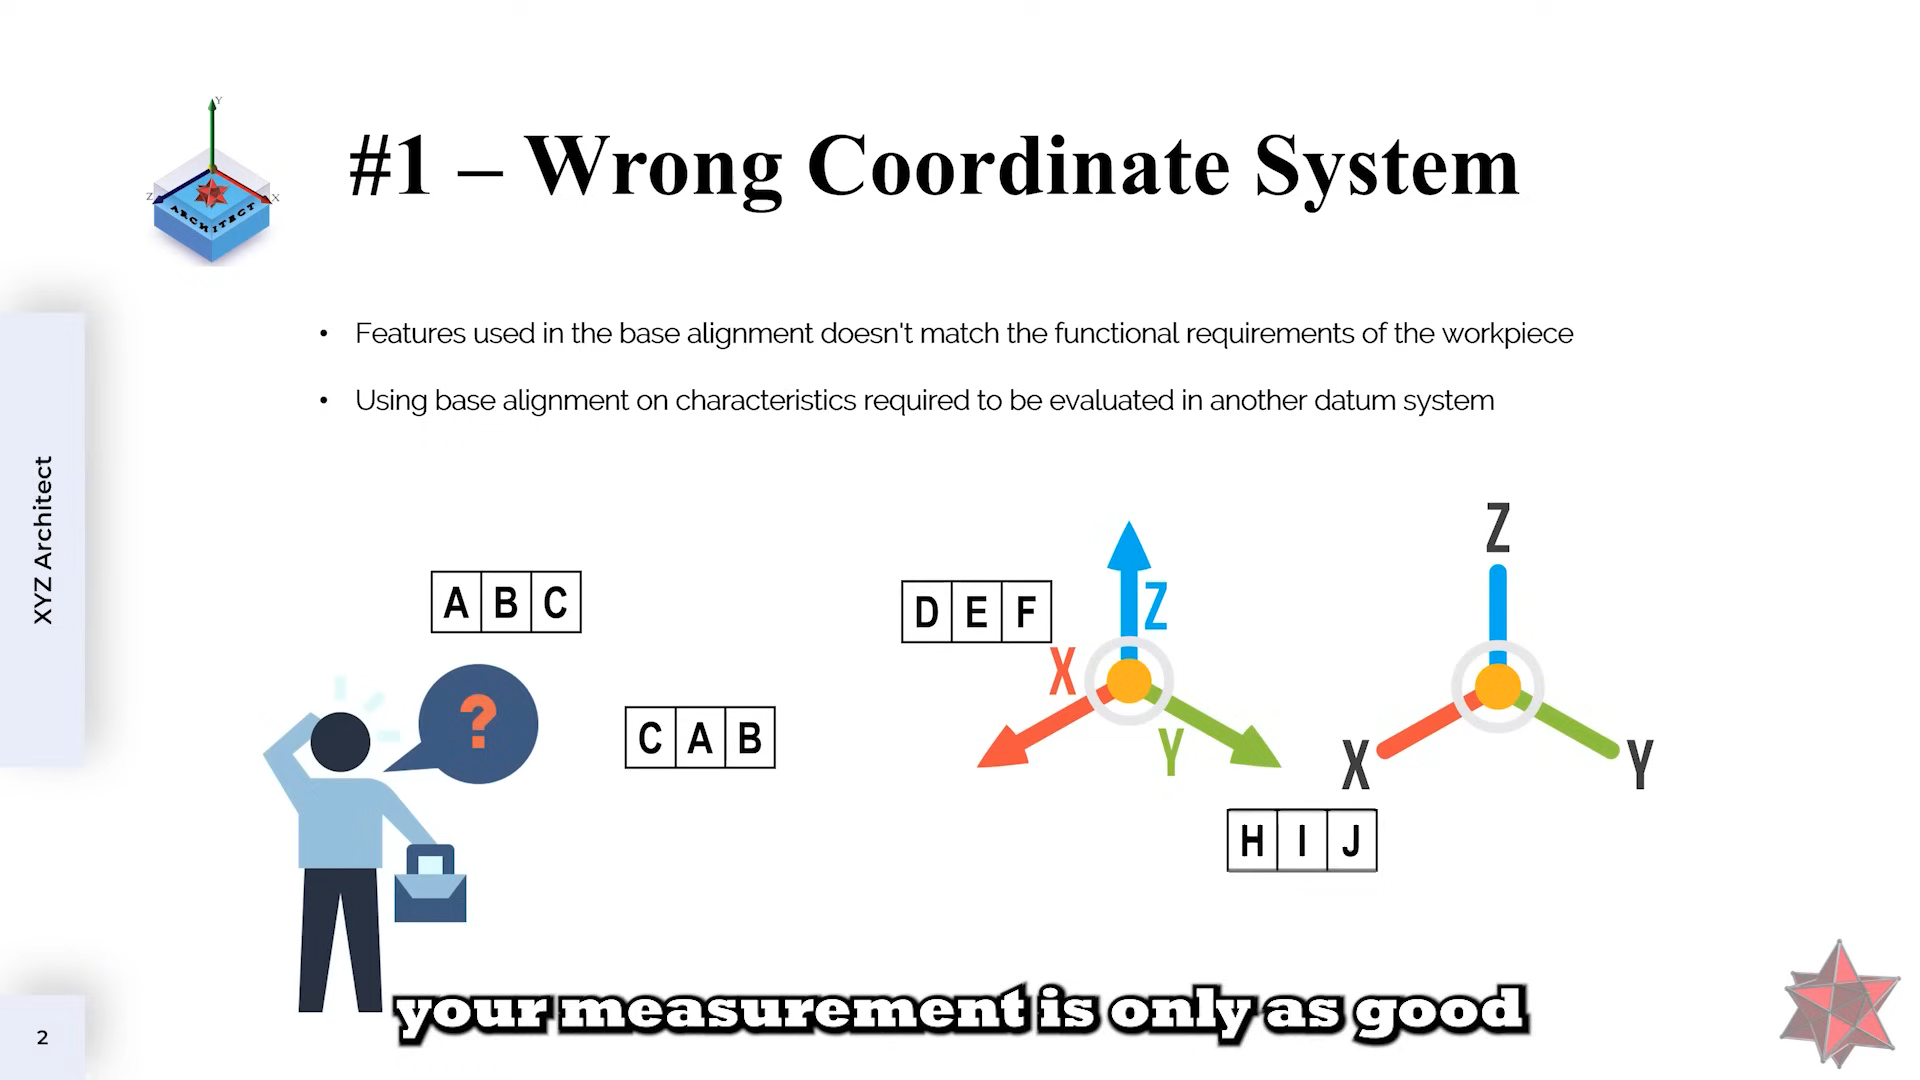 Y
Z
X
ARCHITECT
#1 – Wrong Coordinate System
• Features used in the base alignment doesn't match the functional requirements of the workpiece
• Using base alignment on characteristics required to be evaluated in another datum system
XYZ Architect
A B C
?
C A B
D E F
Z
X
Y
Z
X
Y
H I J
your measurement is only as good
2